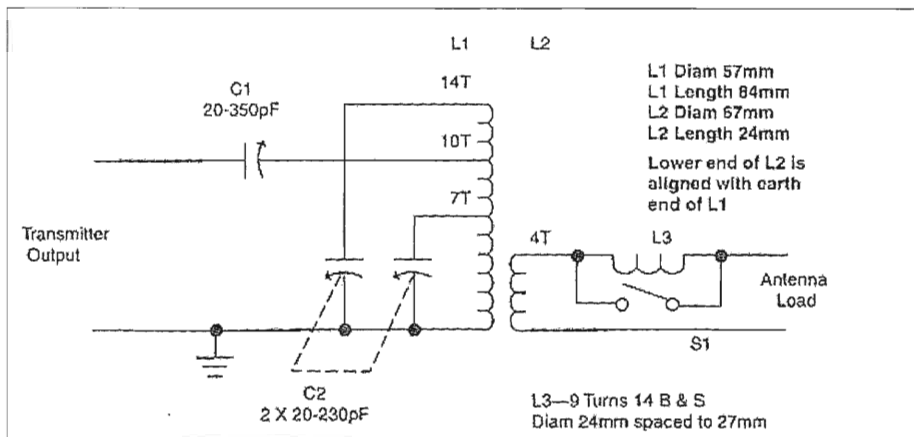 L1 L2
14T
C1
20-350pF
10T
7T
Transmitter
Output
C2
2 X 20-230pF
L1 Diam 57mm
L1 Length 84mm
L2 Diam 67mm
L2 Length 24mm
Lower end of L2 is
aligned with earth
end of L1
4T
L3
Antenna
Load
S1
L3—9 Turns 14 B & S
Diam 24mm spaced to 27mm